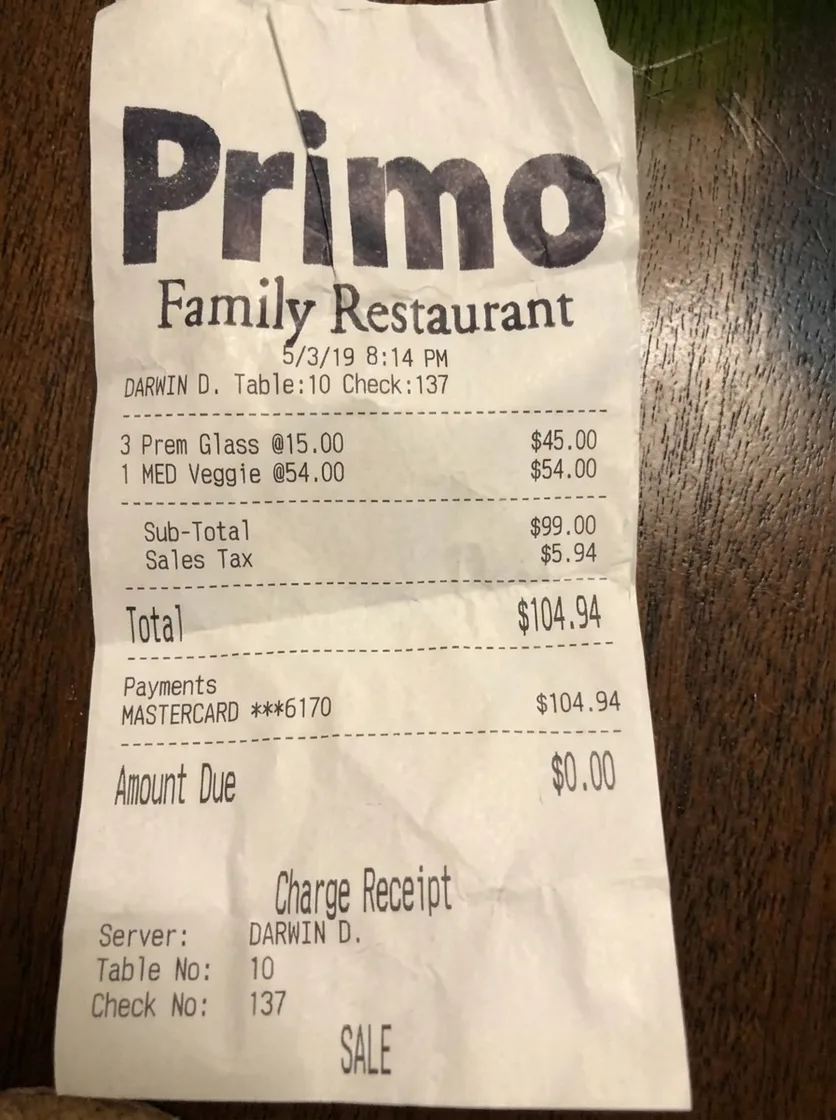 Primo
Family Restaurant
5/3/19 8:14 PM
DARWIN D. Table:10 Check:137
3 Prem Glass @15.00 $45.00
1 MED Veggie @54.00 $54.00
Sub-Total $99.00
Sales Tax $5.94
Total $104.94
Payments
MASTERCARD ***6170 $104.94
Amount Due $0.00
Charge Receipt
Server: DARWIN D.
Table No: 10
Check No: 137
SALE